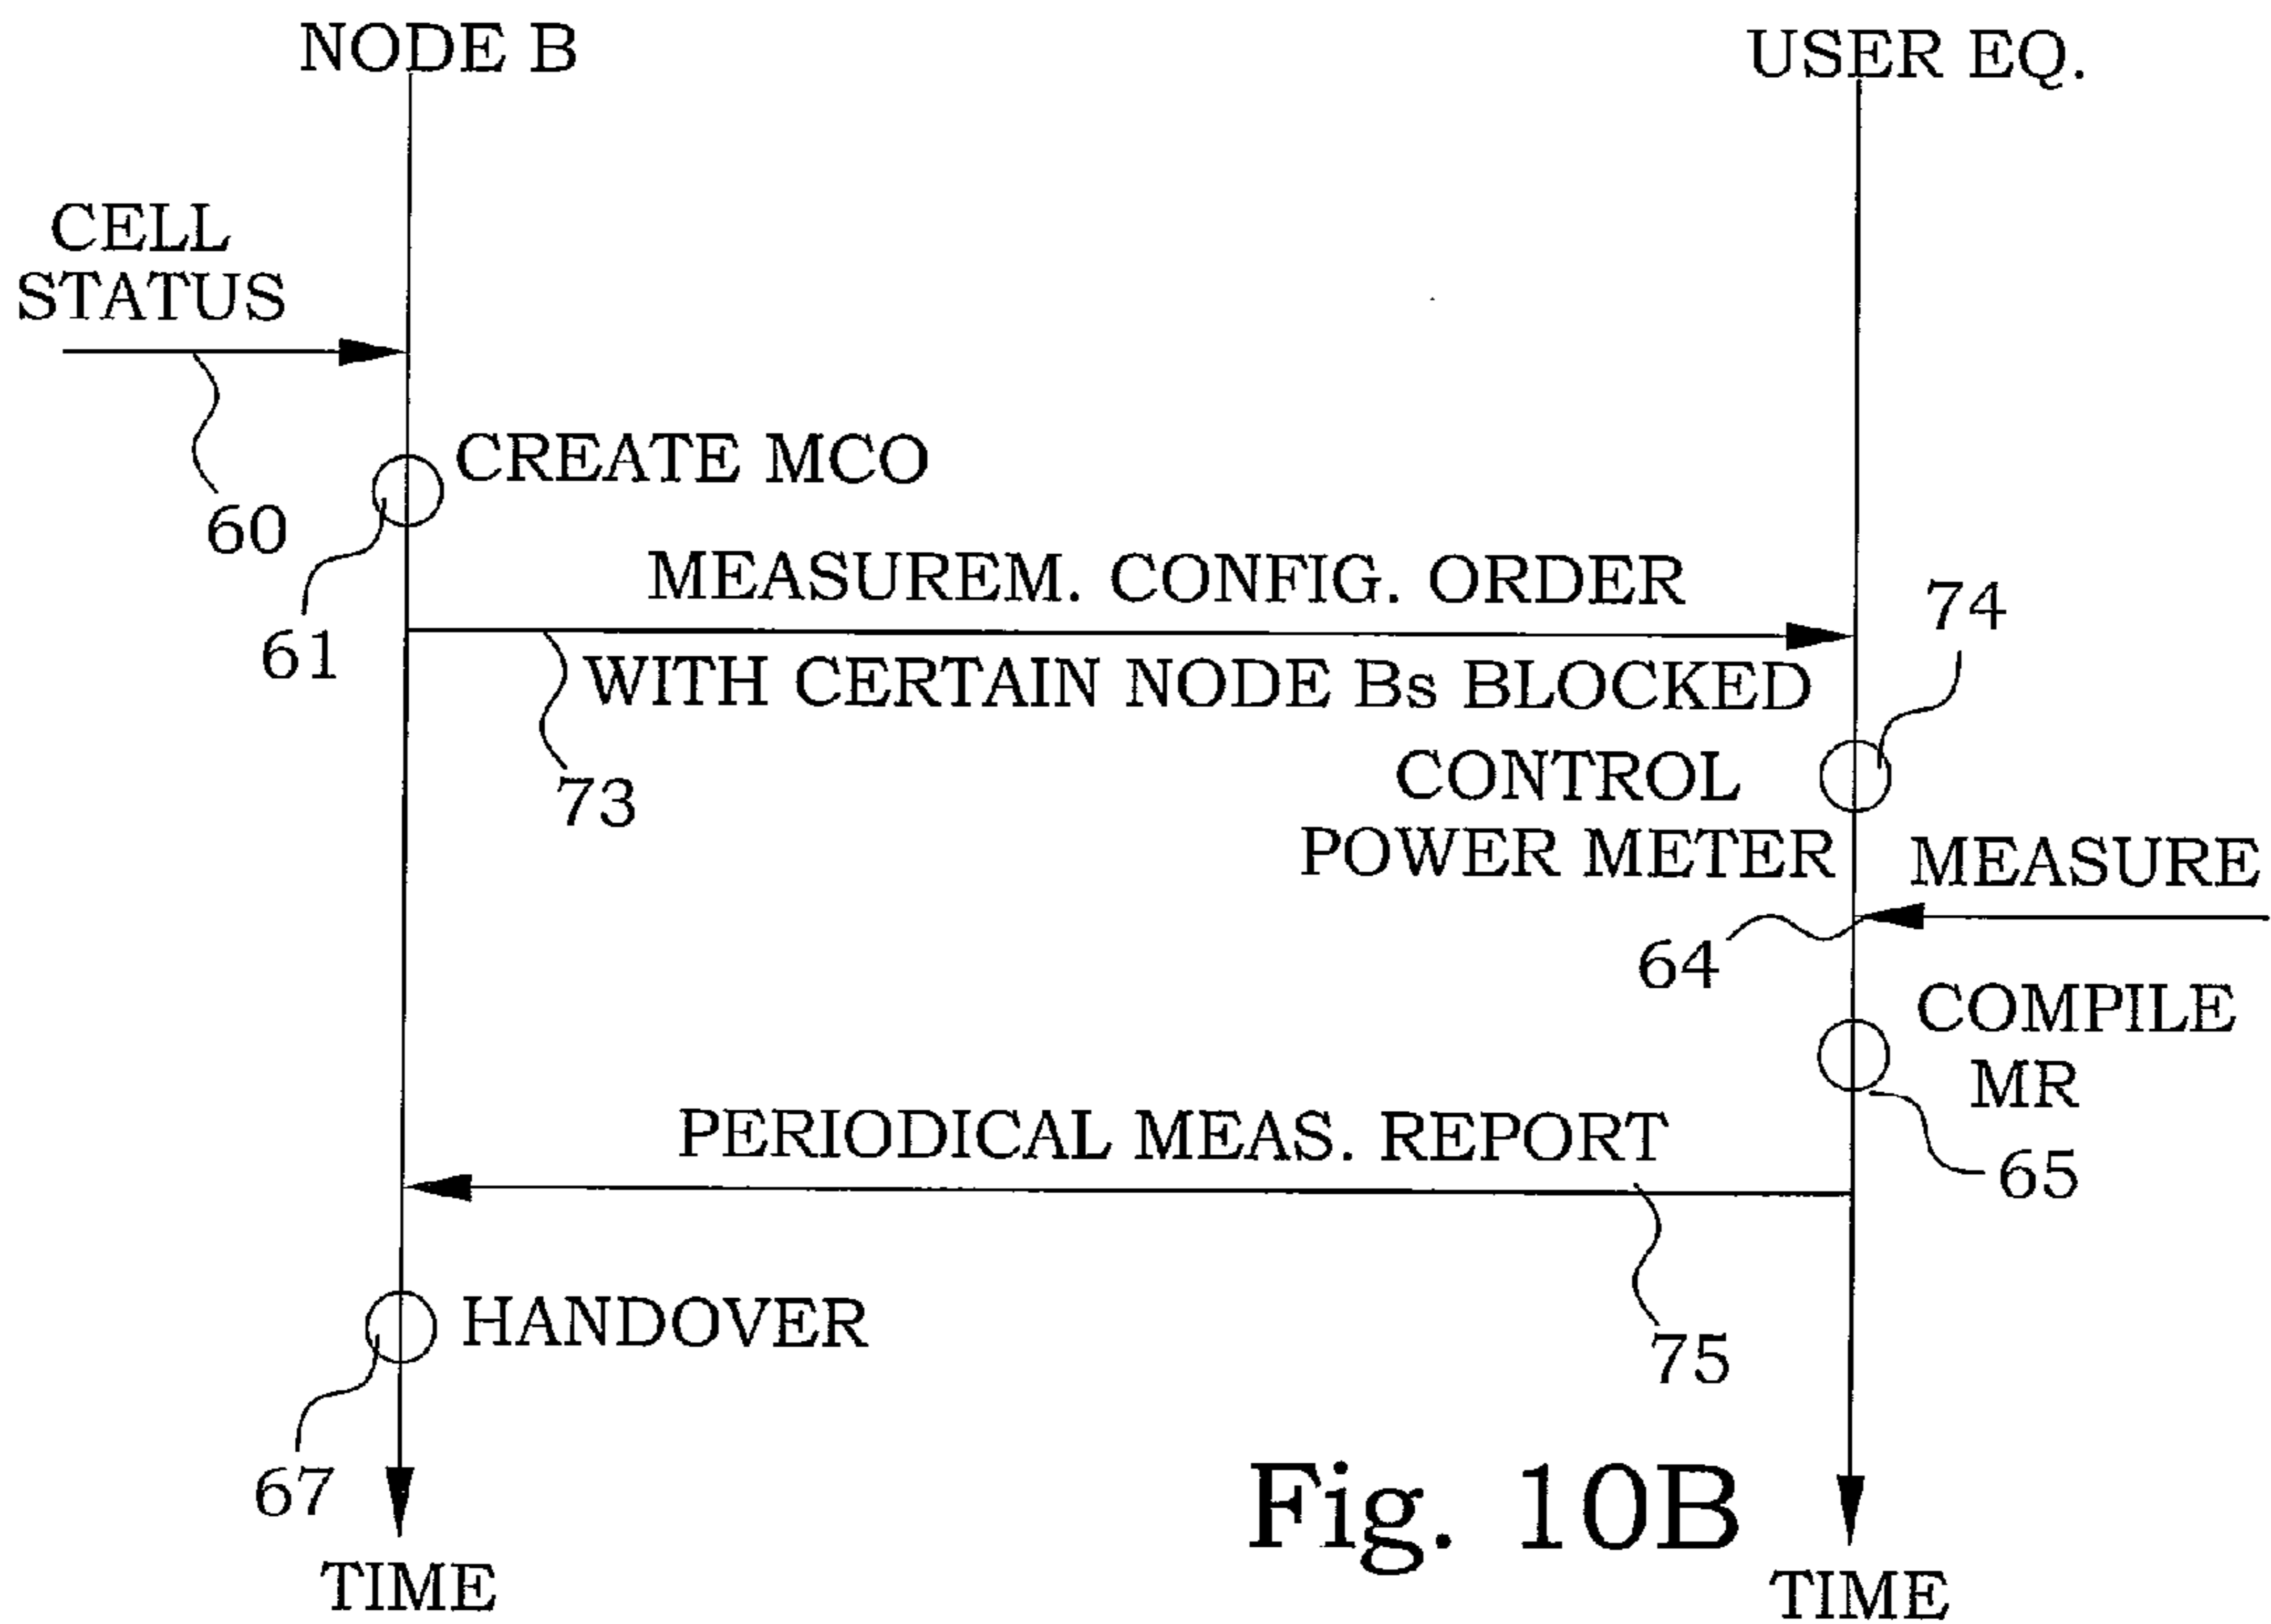 NODE B
USER EQ.
CELL
STATUS
CREATE MCO
60
MEASUREM. CONFIG. ORDER
74
61
WITH CERTAIN NODE Bs BLOCKED
73
CONTROL
POWER METER
MEASURE
64
COMPILE
MR
PERIODICAL MEAS. REPORT
65
HANDOVER
75
67
Fig. 10B
TIME
TIME